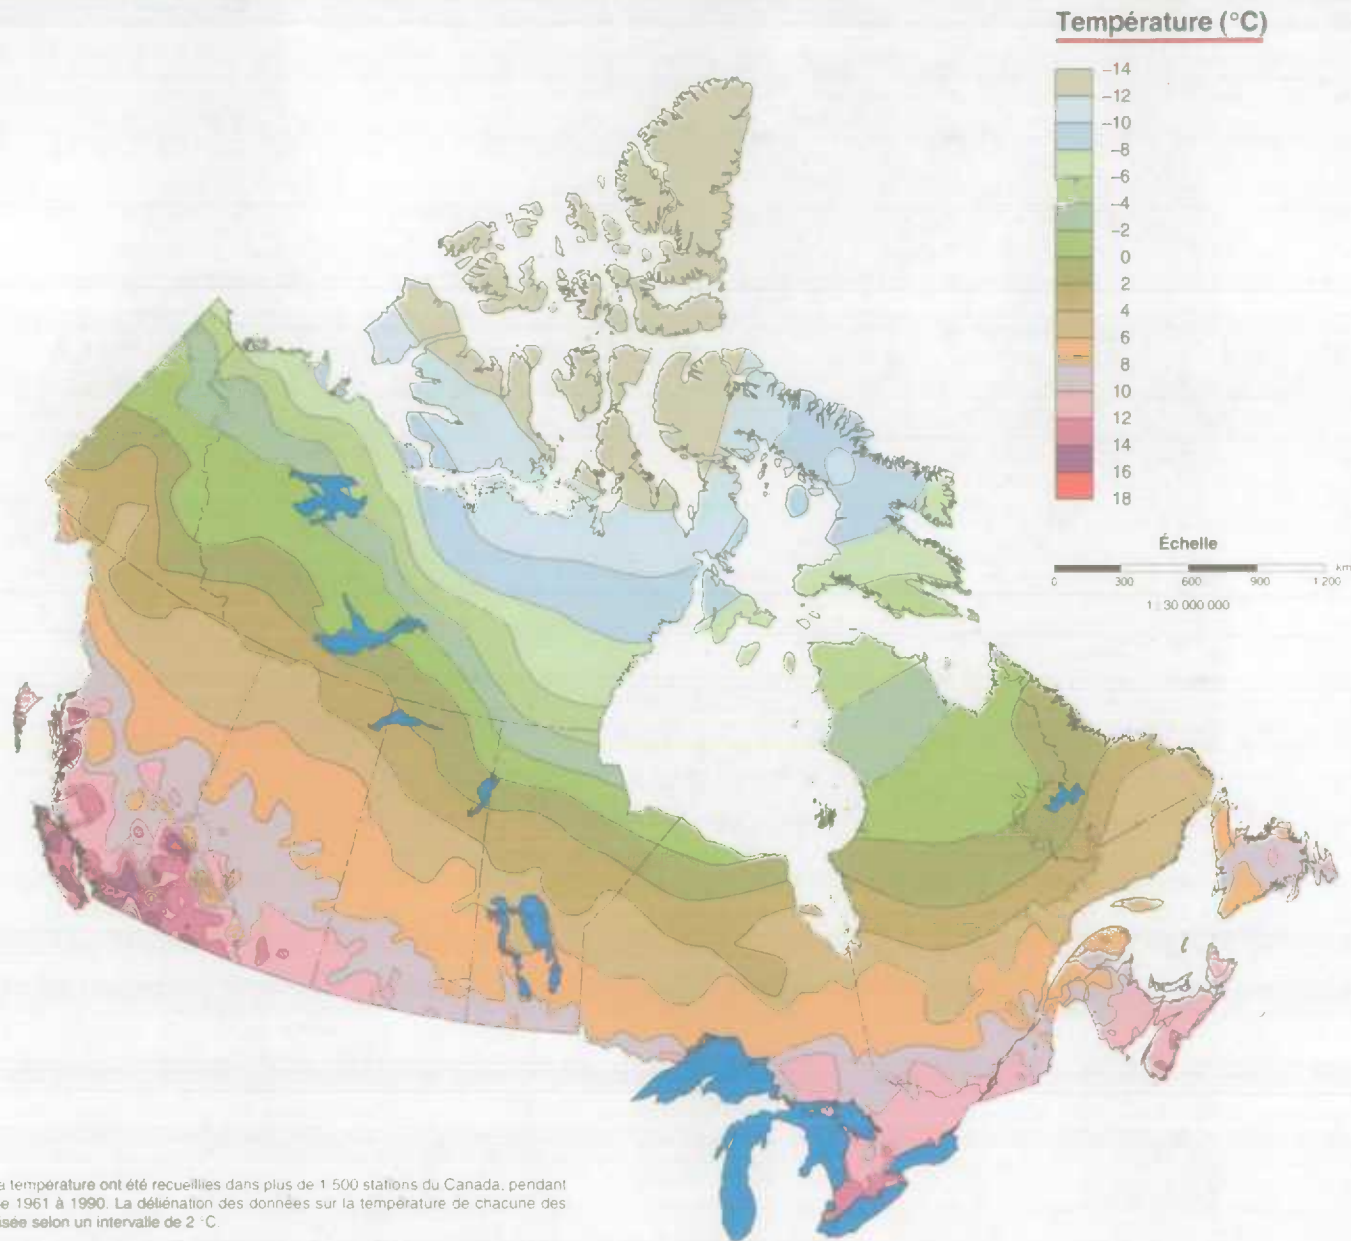 Température (°C)
–14
–12
–10
–8
–6
–4
–2
0
2
4
6
8
10
12
14
16
18
Échelle
0 300 600 900 1 200 km
1 : 30 000 000
a température ont été recueillies dans plus de 1 500 stations du Canada, pendant
e 1961 à 1990. La délinéation des données sur la température de chacune des
sée selon un intervalle de 2 °C.